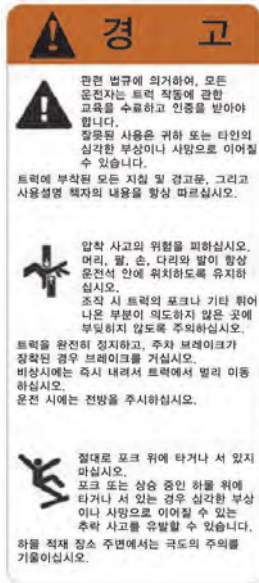 경 고
관련 법규에 의거하여, 모든
운전자는 트럭 작동에 관한
교육을 수료하고 인증을 받아야
합니다.
잘못된 사용은 귀하 또는 타인의
심각한 부상이나 사망으로 이어질
수 있습니다.
트럭에 부착된 모든 지침 및 경고문, 그리고
사용설명 책자의 내용을 항상 따르십시오.
압착 사고의 위험을 피하십시오.
머리, 팔, 손, 다리와 발이 항상
운전석 안에 위치하도록 유지하
십시오.
조작 시 트럭의 포크나 기타 튀어
나온 부분이 의도하지 않은 곳에
부딪히지 않도록 주의하십시오.
트럭을 완전히 정지하고, 주차 브레이크가
장착된 경우 브레이크를 거십시오.
비상시에는 즉시 내려서 트럭에서 멀리 이동
하십시오.
운전 시에는 전방을 주시하십시오.
절대로 포크 위에 타거나 서 있지
마십시오.
포크 또는 상승 중인 하물 위에
타거나 서 있는 경우 심각한 부상
이나 사망으로 이어질 수 있는
추락 사고를 유발할 수 있습니다.
하물 적재 장소 주변에서는 극도의 주의를
기울이십시오.